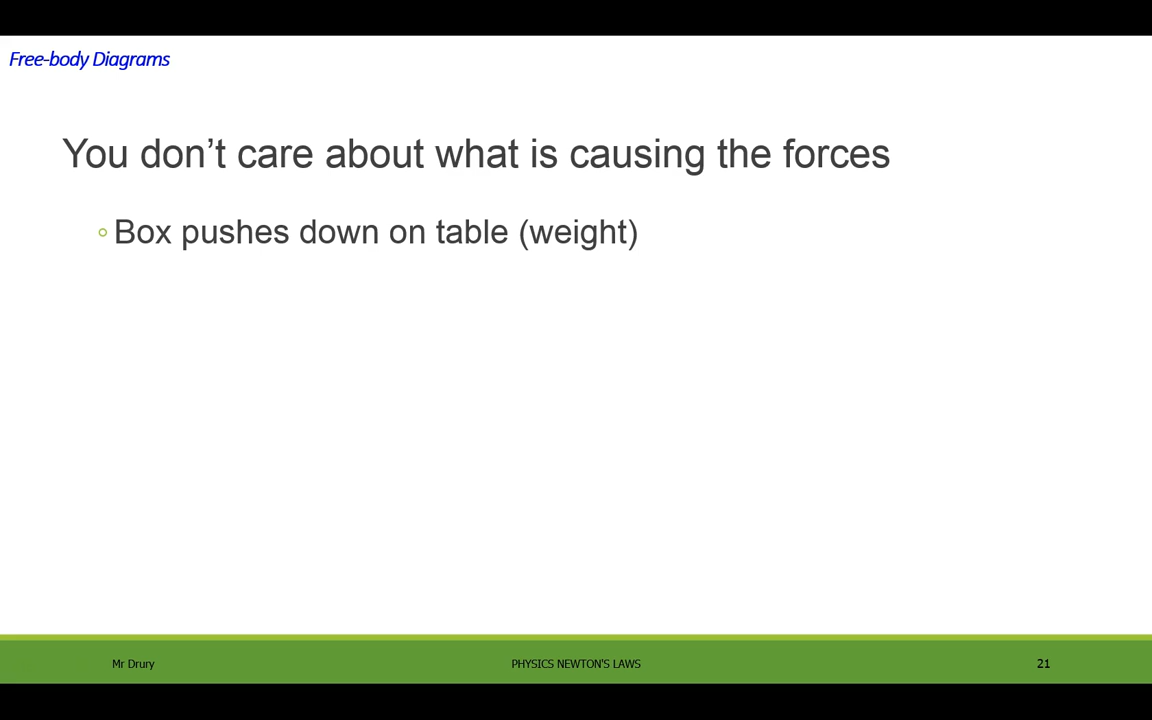 Free-body Diagrams
You don’t care about what is causing the forces
◦ Box pushes down on table (weight)
Mr Drury
PHYSICS NEWTON'S LAWS
21